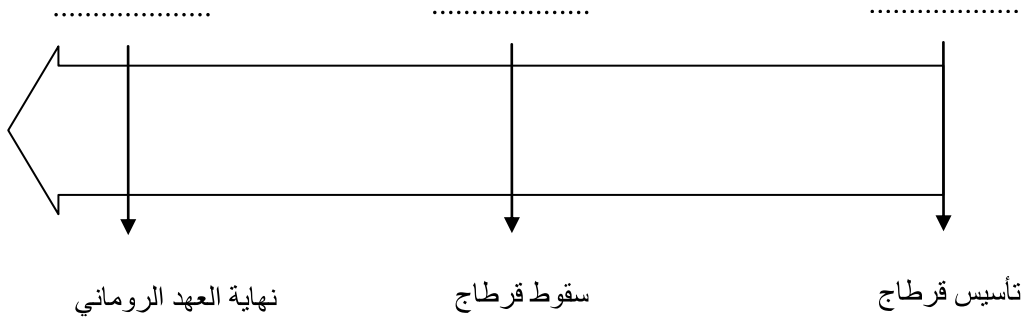 ................... ................... ...................
تأسيس قرطاج
سقوط قرطاج
نهاية العهد الروماني